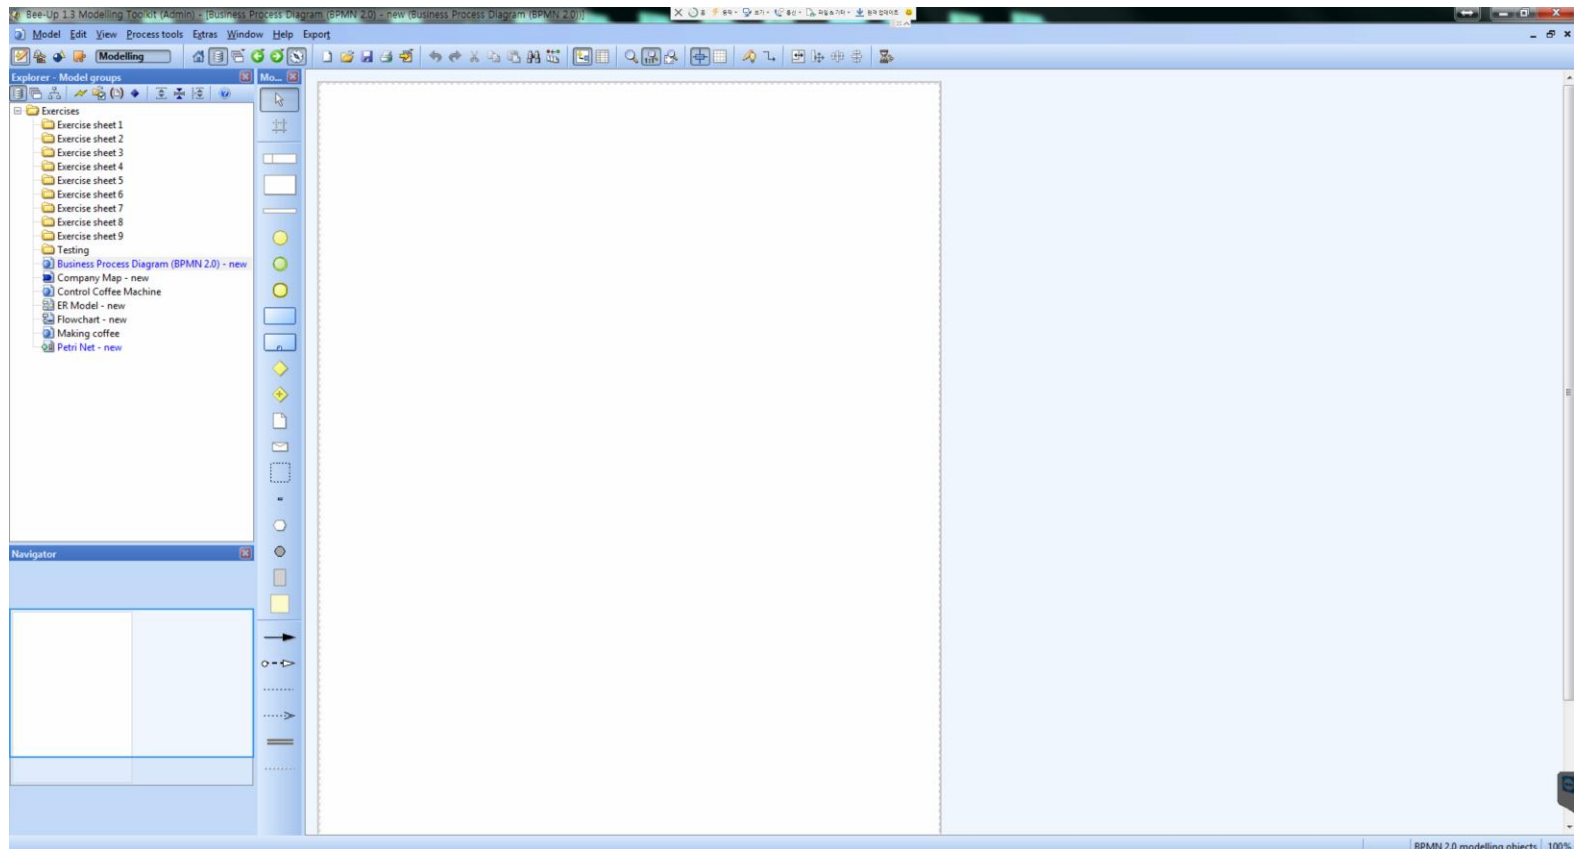 Bee-Up 1.3 Modelling Toolkit (Admin) - [Business Process Diagram (BPMN 2.0) - new (Business Process Diagram (BPMN 2.0))]
Model Edit View Process tools Extras Window Help Export
Modelling
Explorer - Model groups
Mo...
Exercises
Exercise sheet 1
Exercise sheet 2
Exercise sheet 3
Exercise sheet 4
Exercise sheet 5
Exercise sheet 6
Exercise sheet 7
Exercise sheet 8
Exercise sheet 9
Testing
Business Process Diagram (BPMN 2.0) - new
Company Map - new
Control Coffee Machine
ER Model - new
Flowchart - new
Making coffee
Petri Net - new
Navigator
BPMN 2.0 modelling objects 100%